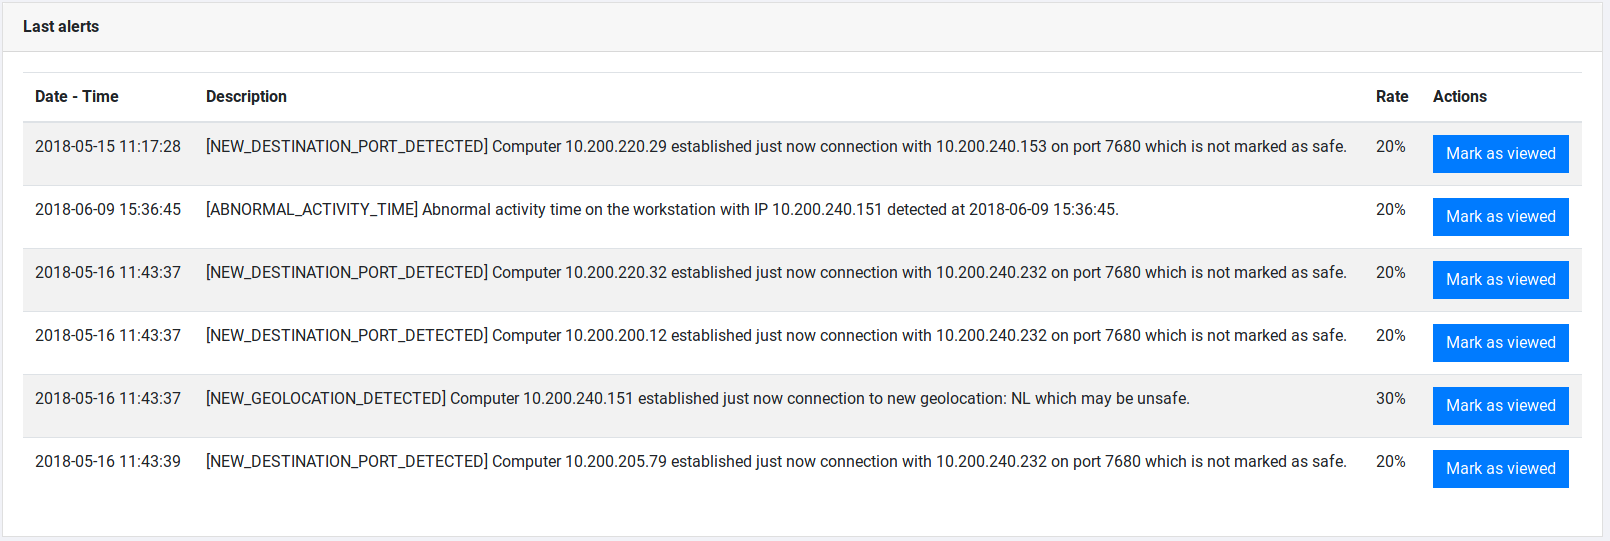 Last alerts
Date - Time Description Rate Actions
2018-05-15 11:17:28 [NEW_DESTINATION_PORT_DETECTED] Computer 10.200.220.29 established just now connection with 10.200.240.153 on port 7680 which is not marked as safe. 20% Mark as viewed
2018-06-09 15:36:45 [ABNORMAL_ACTIVITY_TIME] Abnormal activity time on the workstation with IP 10.200.240.151 detected at 2018-06-09 15:36:45. 20% Mark as viewed
2018-05-16 11:43:37 [NEW_DESTINATION_PORT_DETECTED] Computer 10.200.220.32 established just now connection with 10.200.240.232 on port 7680 which is not marked as safe. 20% Mark as viewed
2018-05-16 11:43:37 [NEW_DESTINATION_PORT_DETECTED] Computer 10.200.200.12 established just now connection with 10.200.240.232 on port 7680 which is not marked as safe. 20% Mark as viewed
2018-05-16 11:43:37 [NEW_GEOLOCATION_DETECTED] Computer 10.200.240.151 established just now connection to new geolocation: NL which may be unsafe. 30% Mark as viewed
2018-05-16 11:43:39 [NEW_DESTINATION_PORT_DETECTED] Computer 10.200.205.79 established just now connection with 10.200.240.232 on port 7680 which is not marked as safe. 20% Mark as viewed